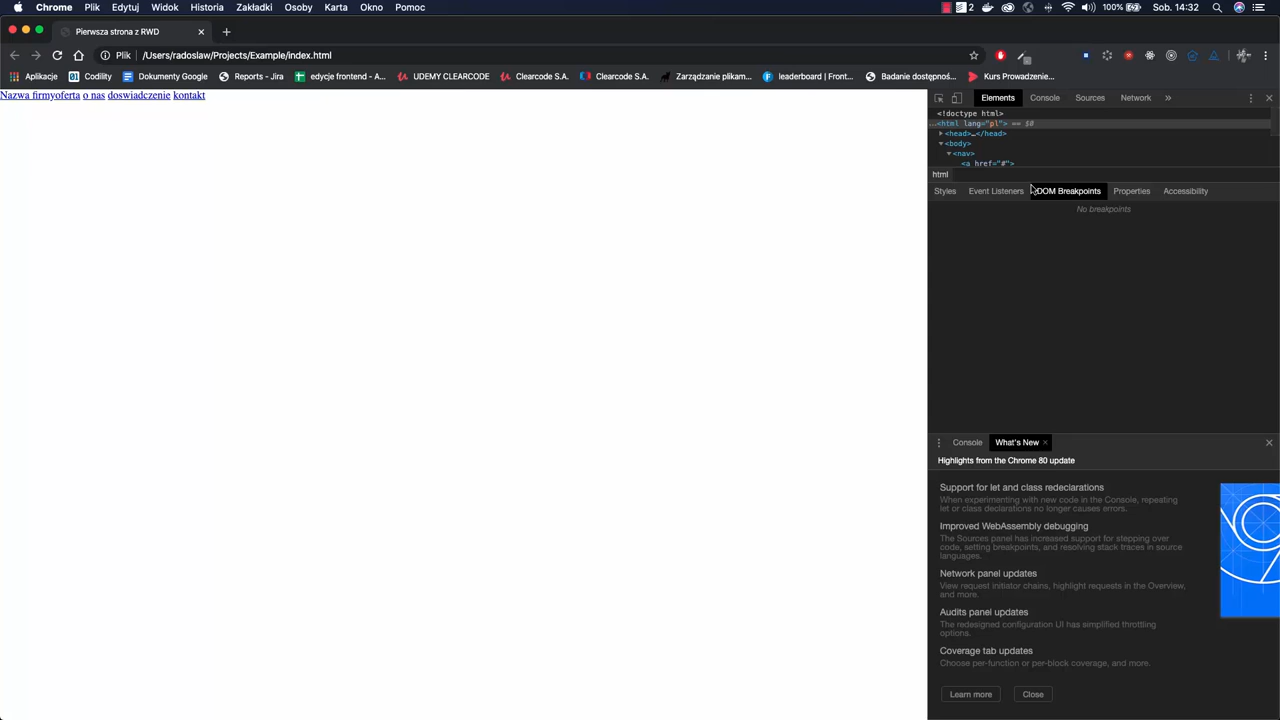 Chrome Plik Edytuj Widok Historia Zakładki Osoby Karta Okno Pomoc 2 100% Sob. 14:32
Pierwsza strona z RWD
Plik /Users/radoslaw/Projects/Example/index.html
Aplikacje Codility Dokumenty Google Reports - Jira edycje frontend - A... UDEMY CLEARCODE Clearcode S.A. Clearcode S.A. Zarządzanie plikam... leaderboard | Front... Badanie dostępnoś... Kurs Prowadzenie...
Nazwa firmyoferta o nas doswiadczenie kontakt
Elements Console Sources Network »
<!doctype html>
...<html lang="pl"> == $0
<head>…</head>
<body>
<nav>
<a href="#">
html
Styles Event Listeners DOM Breakpoints Properties Accessibility
No breakpoints
Console What's New
Highlights from the Chrome 80 update
Support for let and class redeclarations
When experimenting with new code in the Console, repeating
let or class declarations no longer causes errors.
Improved WebAssembly debugging
The Sources panel has increased support for stepping over
code, setting breakpoints, and resolving stack traces in source
languages.
Network panel updates
View request initiator chains, highlight requests in the Overview,
and more.
Audits panel updates
The redesigned configuration UI has simplified throttling
options.
Coverage tab updates
Choose per-function or per-block coverage, and more.
Learn more Close